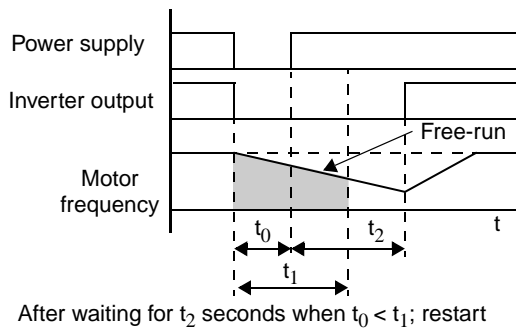 Power supply
Inverter output
Free-run
Motor
frequency
t
t0
t2
t1
After waiting for t2 seconds when t0 < t1; restart